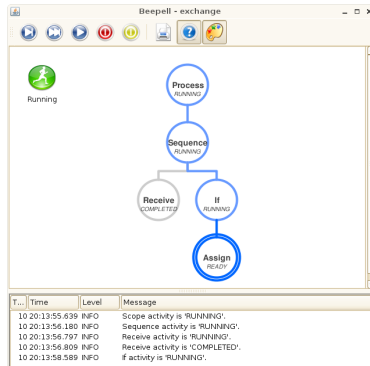 Beepell - exchange
Running
Process
RUNNING
Sequence
RUNNING
Receive
COMPLETED
If
RUNNING
Assign
READY
T... Time Level Message
10 20:13:55.639 INFO Scope activity is 'RUNNING'.
10 20:13:56.180 INFO Sequence activity is 'RUNNING'.
10 20:13:56.797 INFO Receive activity is 'RUNNING'.
10 20:13:56.809 INFO Receive activity is 'COMPLETED'.
10 20:13:58.589 INFO If activity is 'RUNNING'.